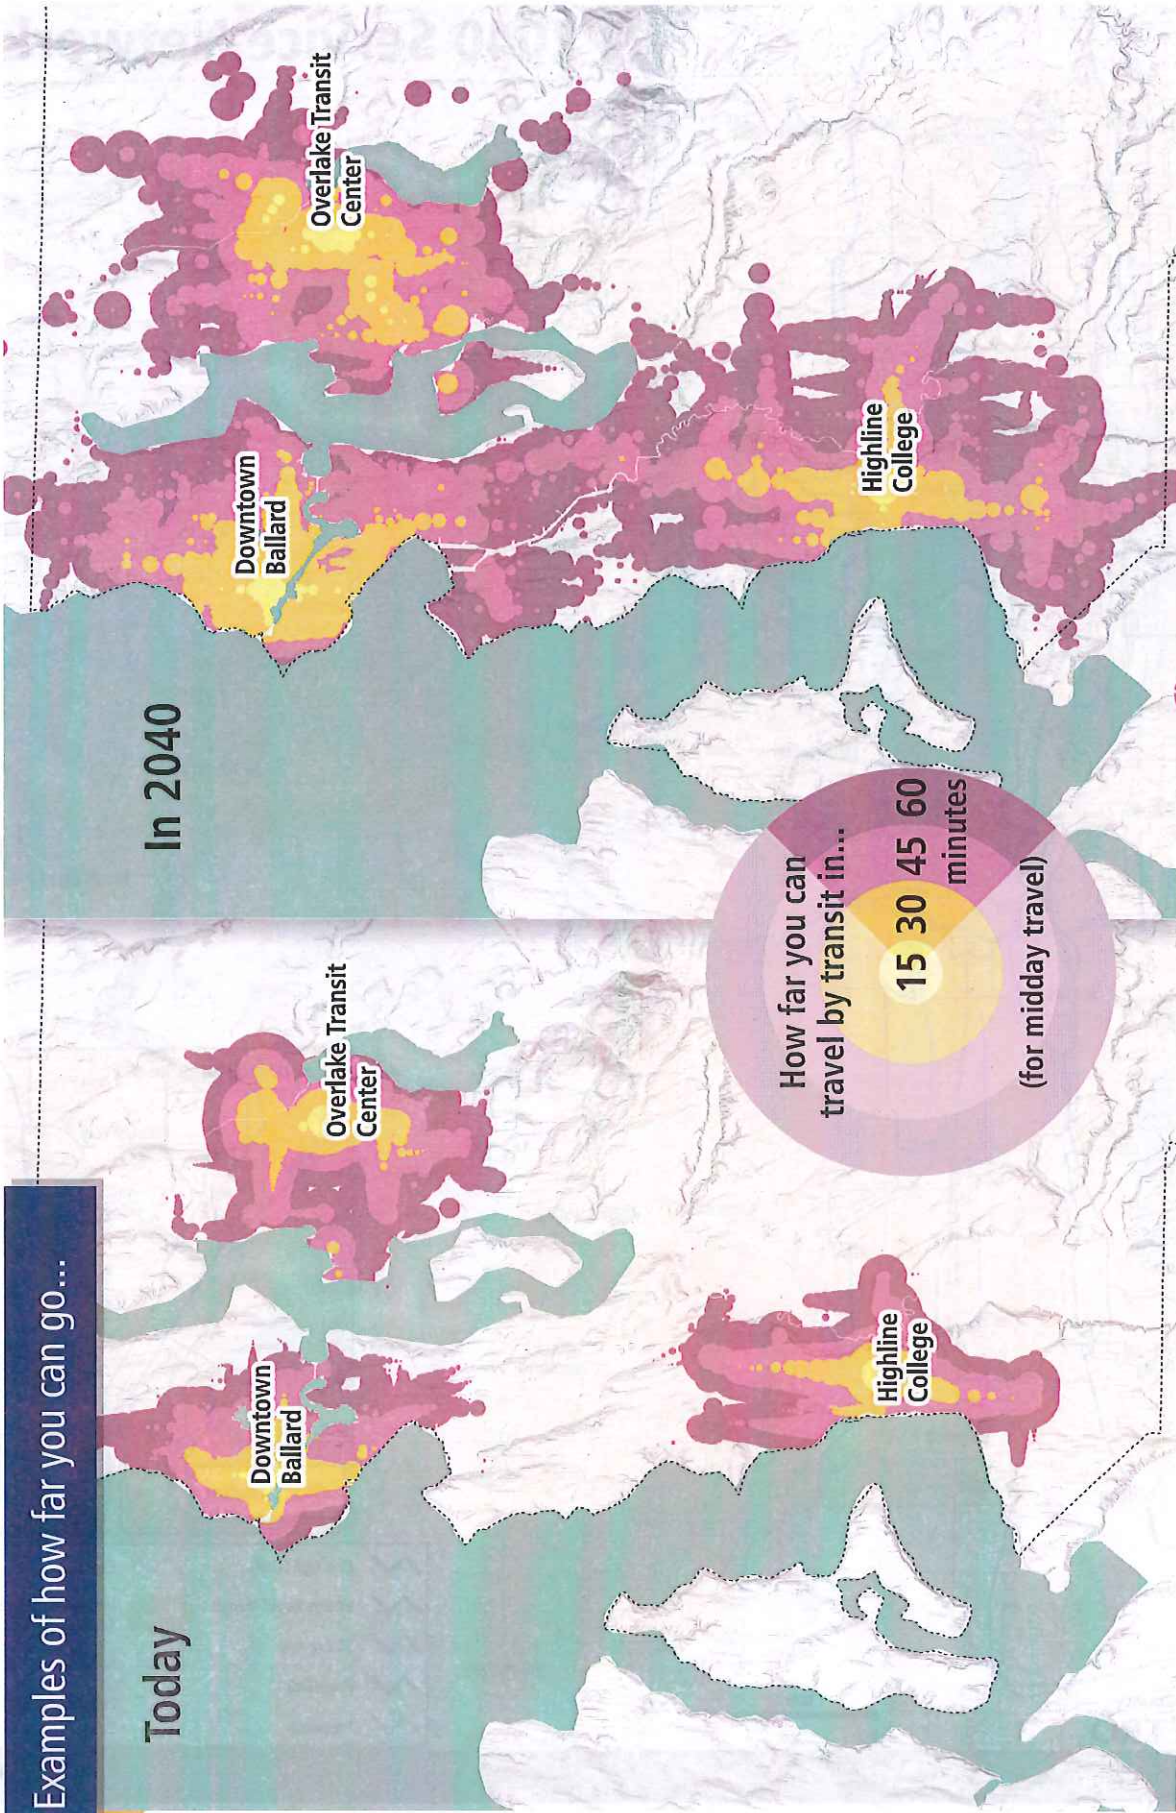 Examples of how far you can go...
Today
Downtown
Ballard
Overlake Transit
Center
Highline
College
In 2040
Downtown
Ballard
Overlake Transit
Center
Highline
College
How far you can
travel by transit in...
15 30 45 60
minutes
(for midday travel)